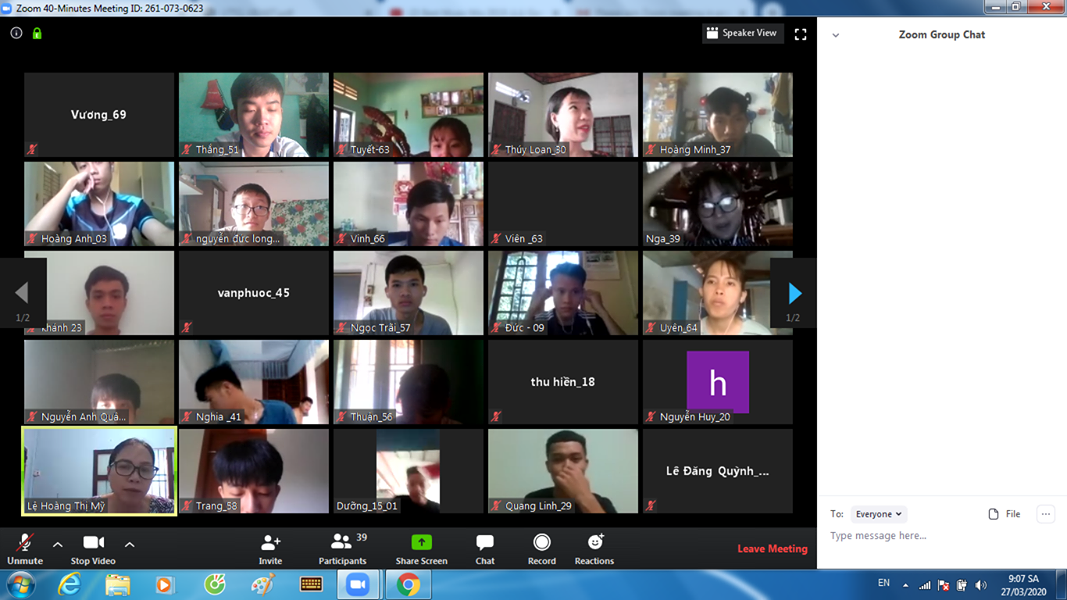 Zoom 40-Minutes Meeting ID: 261-073-0623
Speaker View
Zoom Group Chat
Vương_69
Thắng_51
Tuyết-63
Thúy Loan_30
Hoàng Minh_37
Hoàng Anh_03
nguyễn đức long...
Vinh_66
Viên _63
Nga_39
Khánh 23
vanphuoc_45
Ngọc Trãi_57
Đức - 09
Uyên_64
1/2
1/2
Nguyễn Anh Quâ...
Nghia _41
Thuận_56
thu hiền_18
h
Nguyễn Huy_20
Lệ Hoàng Thị Mỹ
Trang_58
Dưỡng_15_01
Quang Linh_29
Lê Đăng Quỳnh_...
To: Everyone
File
Type message here...
Unmute
Stop Video
Invite
Participants
39
Share Screen
Chat
Record
Reactions
Leave Meeting
EN
9:07 SA
27/03/2020